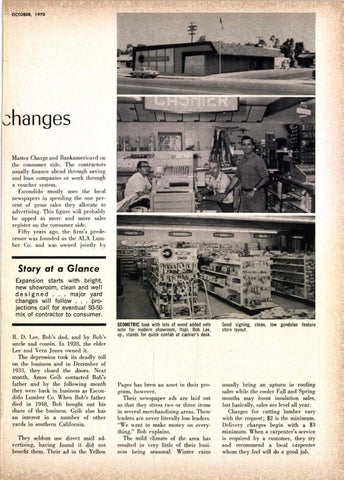 OCTOBER, 1970
CASHIER
changes
Master Charge and Bankamericard on
the consumer side. The contractors
usually finance ahead through saving
and loan companies or work through
a voucher system.
Escondido mostly uses the local
newspapers in spending the one per
cent of gross sales they allocate to
advertising. This figure will probably
be upped as more and more sales
register on the consumer side.
Fifty years ago, the firm's prede-
cessor was founded as the ALA Lum-
ber Co. and was owned jointly by
Story at a Glance
Expansion starts with bright,
new showroom, clean and well
designed . . . major yard
changes will follow . . . pro-
jections call for eventual 50-50
mix of contractor to consumer.
R. D. Lee, Bob's dad, and by Bob's
uncle and cousin. In 1928, the elder
Lee and Vern Jones owned it.
The depression took its deadly toll
on the business and in December of
1933, they closed the doors. Next
month, Amos Geib contacted Bob's
father and by the following month
they were back in business as Escon-
dido Lumber Co. When Bob's father
died in 1948, Bob bought out his
share of the business. Geib also has
an interest in a number of other
yards in southern California.
They seldom use direct mail ad-
vertising, having found it did not
benefit them. Their ad in the Yellow
GEOMETRIC look with lots of wood added sets
note for modern showroom, (top). Bob Lee,
vp., stands for quick confab at cashier's desk.
Good signing, clean, low gondolas feature
store layout.
Pages has been an asset in their pro-
gram, however.
Their newspaper ads are laid out
so that they stress two or three items
in several merchandising areas. These
leaders are never literally loss leaders.
"We want to make money on every-
thing," Bob explains.
The mild climate of the area has
resulted in very little of their busi-
ness being seasonal. Winter rains
usually bring an upturn in roofing
sales while the cooler Fall and Spring
months may boost insulation sales,
but basically, sales are level all year.
Charges for cutting lumber vary
with the request; $2 is the minimum.
Delivery charges begin with a $3
minimum. When a carpenter's service
is required by a customer, they try
and recommend a local carpenter
whom they feel will do a good job.